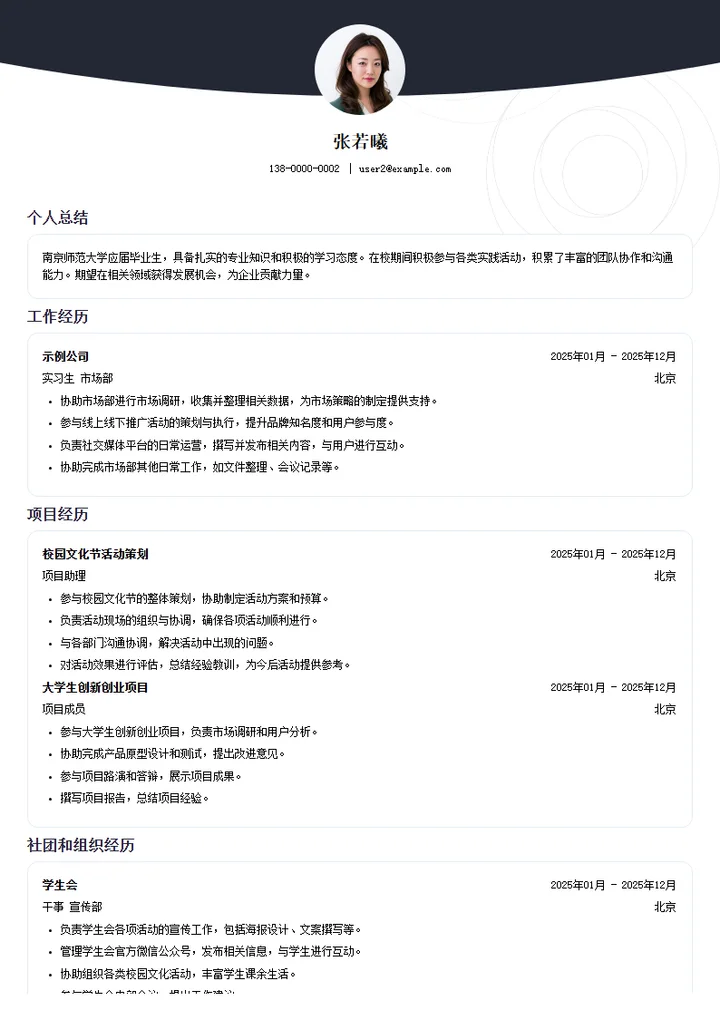 张若曦
138-0000-0002 | user2@example.com
个人总结
南京师范大学应届毕业生，具备扎实的专业知识和积极的学习态度。在校期间积极参与各类实践活动，积累了丰富的团队协作和沟通
能力。期望在相关领域获得发展机会，为企业贡献力量。
工作经历
示例公司 2025年01月 - 2025年12月
实习生 市场部 北京
• 协助市场部进行市场调研，收集并整理相关数据，为市场策略的制定提供支持。
• 参与线上线下推广活动的策划与执行，提升品牌知名度和用户参与度。
• 负责社交媒体平台的日常运营，撰写并发布相关内容，与用户进行互动。
• 协助完成市场部其他日常工作，如文件整理、会议记录等。
项目经历
校园文化节活动策划 2025年01月 - 2025年12月
项目助理 北京
• 参与校园文化节的整体策划，协助制定活动方案和预算。
• 负责活动现场的组织与协调，确保各项活动顺利进行。
• 与各部门沟通协调，解决活动中出现的问题。
• 对活动效果进行评估，总结经验教训，为今后活动提供参考。
大学生创新创业项目 2025年01月 - 2025年12月
项目成员 北京
• 参与大学生创新创业项目，负责市场调研和用户分析。
• 协助完成产品原型设计和测试，提出改进意见。
• 参与项目路演和答辩，展示项目成果。
• 撰写项目报告，总结项目经验。
社团和组织经历
学生会 2025年01月 - 2025年12月
干事 宣传部 北京
• 负责学生会各项活动的宣传工作，包括海报设计、文案撰写等。
• 管理学生会官方微信公众号，发布相关信息，与学生进行互动。
• 协助组织各类校园文化活动，丰富学生课余生活。